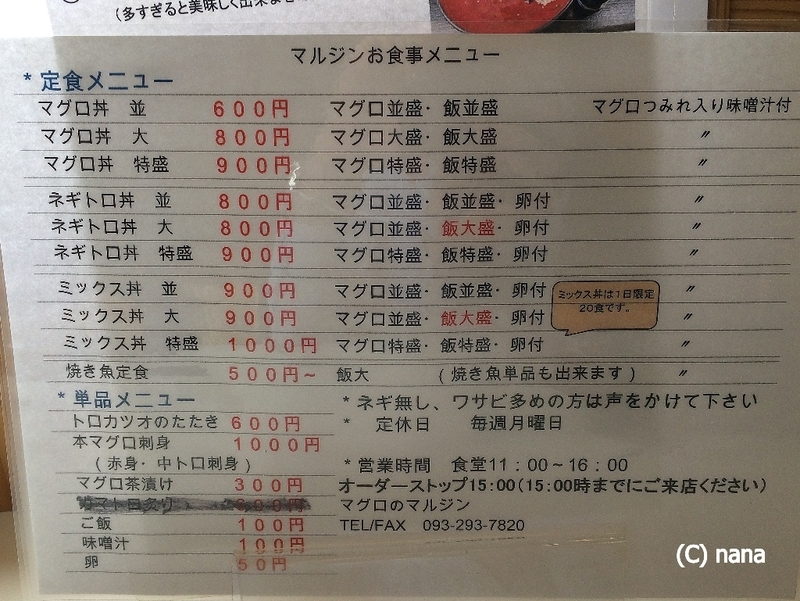 (多すぎると美味しく出来ませ
マルジンお食事メニュー
* 定食メニュー
マグロ丼 並 600円 マグロ並盛・飯並盛 マグロつみれ入り味噌汁付
マグロ丼 大 800円 マグロ大盛・飯大盛 〃
マグロ丼 特盛 900円 マグロ特盛・飯特盛 〃
ネギトロ丼 並 800円 マグロ並盛・飯並盛・卵付 〃
ネギトロ丼 大 800円 マグロ並盛・飯大盛・卵付 〃
ネギトロ丼 特盛 900円 マグロ特盛・飯特盛・卵付 〃
ミックス丼 並 900円 マグロ並盛・飯並盛・卵付 〃
ミックス丼は1日限定
20食です。
ミックス丼 大 900円 マグロ並盛・飯大盛・卵付 〃
ミックス丼 特盛 1000円 マグロ特盛・飯特盛・卵付 〃
焼き魚定食 500円~ 飯大 (焼き魚単品も出来ます) 〃
* 単品メニュー
トロカツオのたたき 600円
本マグロ刺身 1000円
(赤身・中トロ刺身)
マグロ茶漬け 300円
ご飯 100円
味噌汁 100円
卵 50円
* ネギ無し、ワサビ多めの方は声をかけて下さい
* 定休日 毎週月曜日
* 営業時間 食堂11:00~16:00
オーダーストップ15:00(15:00時までにご来店ください)
マグロのマルジン
TEL/FAX 093-293-7820
(C) nana